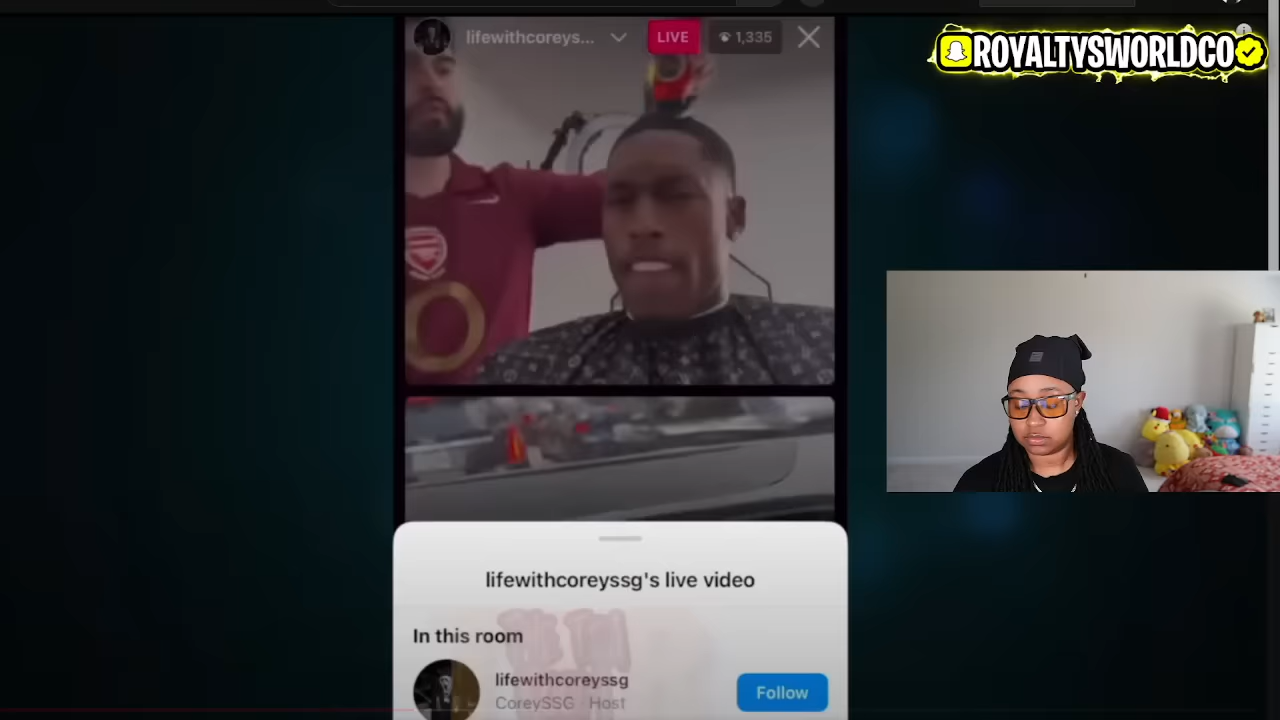 lifewithcoreys...
LIVE
1,335
ROYALTYSWORLDCO
lifewithcoreyssg's live video
In this room
lifewithcoreyssg
CoreySSG · Host
Follow